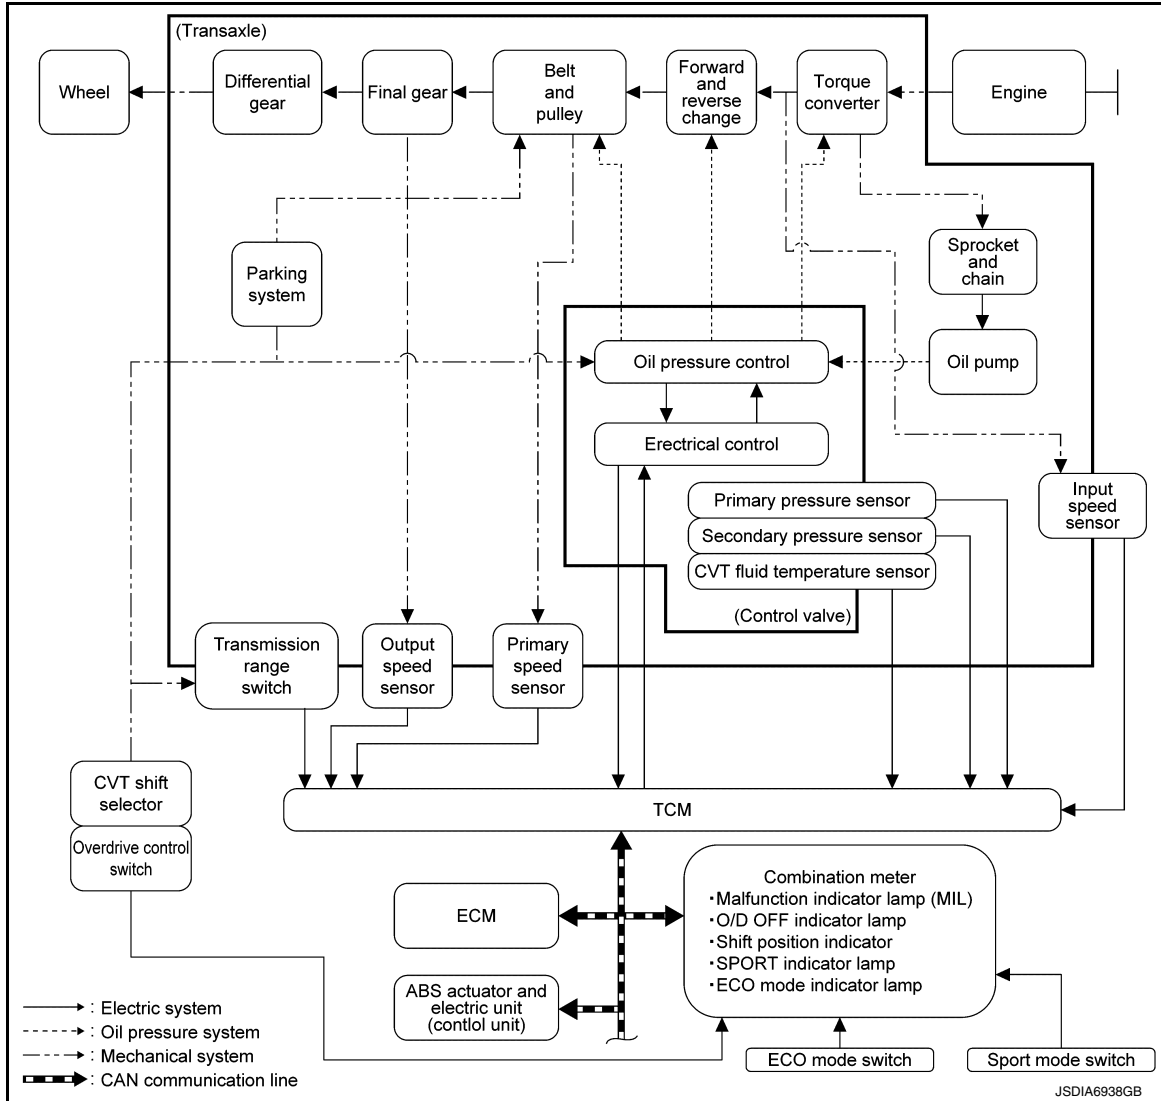 (Transaxle)
Wheel
Differential
gear
Final gear
Belt
and
pulley
Forward
and
reverse
change
Torque
converter
Engine
Parking
system
Sprocket
and
chain
Oil pressure control
Oil pump
Erectrical control
Primary pressure sensor
Secondary pressure sensor
CVT fluid temperature sensor
(Control valve)
Input
speed
sensor
Transmission
range
switch
Output
speed
sensor
Primary
speed
sensor
CVT shift
selector
Overdrive control
switch
TCM
ECM
ABS actuator and
electric unit
(contlol unit)
Combination meter
・Malfunction indicator lamp (MIL)
・O/D OFF indicator lamp
・Shift position indicator
・SPORT indicator lamp
・ECO mode indicator lamp
ECO mode switch
Sport mode switch
: Electric system
: Oil pressure system
: Mechanical system
: CAN communication line
JSDIA6938GB